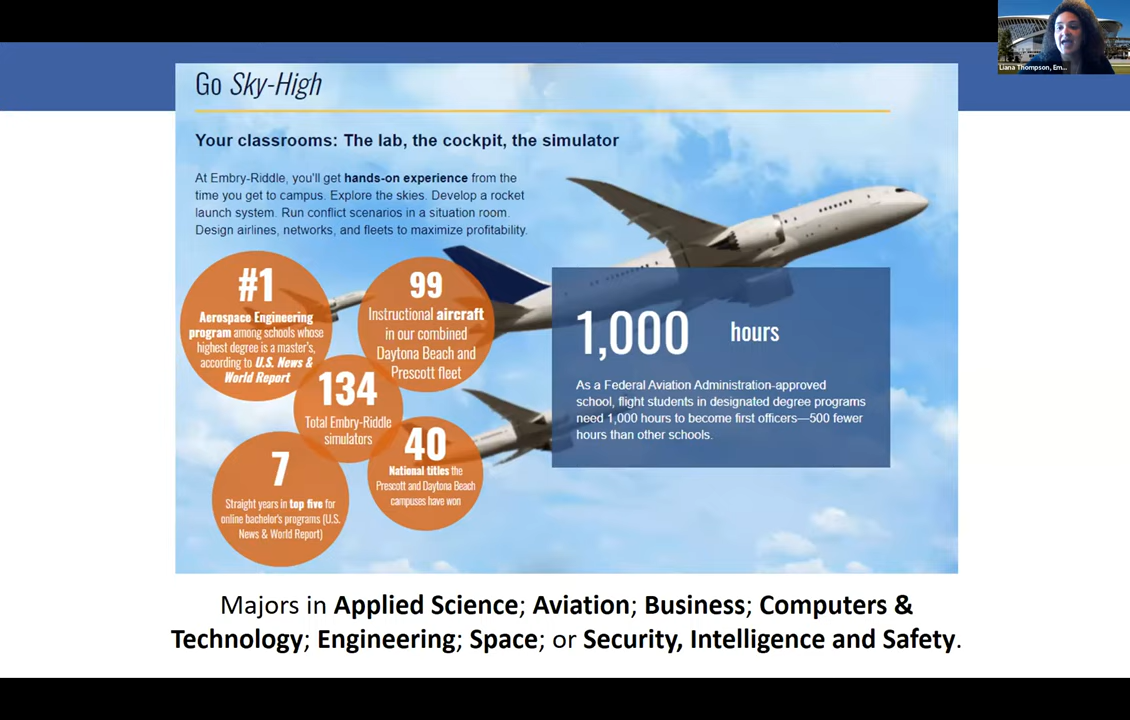 Liana Thompson, Em...
Go Sky-High
Your classrooms: The lab, the cockpit, the simulator
At Embry-Riddle, you'll get hands-on experience from the
time you get to campus. Explore the skies. Develop a rocket
launch system. Run conflict scenarios in a situation room.
Design airlines, networks, and fleets to maximize profitability.
#1
Aerospace Engineering
program among schools whose
highest degree is a master's,
according to U.S. News &
World Report
99
Instructional aircraft
in our combined
Daytona Beach and
Prescott fleet
134
Total Embry-Riddle
simulators
40
National titles the
Prescott and Daytona Beach
campuses have won
7
Straight years in top five for
online bachelor's programs (U.S.
News & World Report)
1,000 hours
As a Federal Aviation Administration-approved
school, flight students in designated degree programs
need 1,000 hours to become first officers—500 fewer
hours than other schools.
Majors in Applied Science; Aviation; Business; Computers &
Technology; Engineering; Space; or Security, Intelligence and Safety.